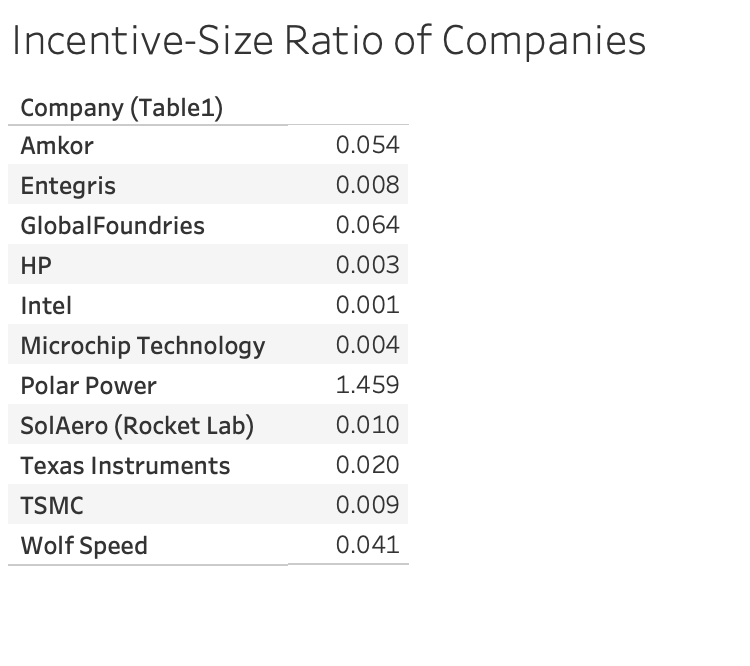 Incentive-Size Ratio of Companies
Company (Table1)
Amkor 0.054
Entegris 0.008
GlobalFoundries 0.064
HP 0.003
Intel 0.001
Microchip Technology 0.004
Polar Power 1.459
SolAero (Rocket Lab) 0.010
Texas Instruments 0.020
TSMC 0.009
Wolf Speed 0.041